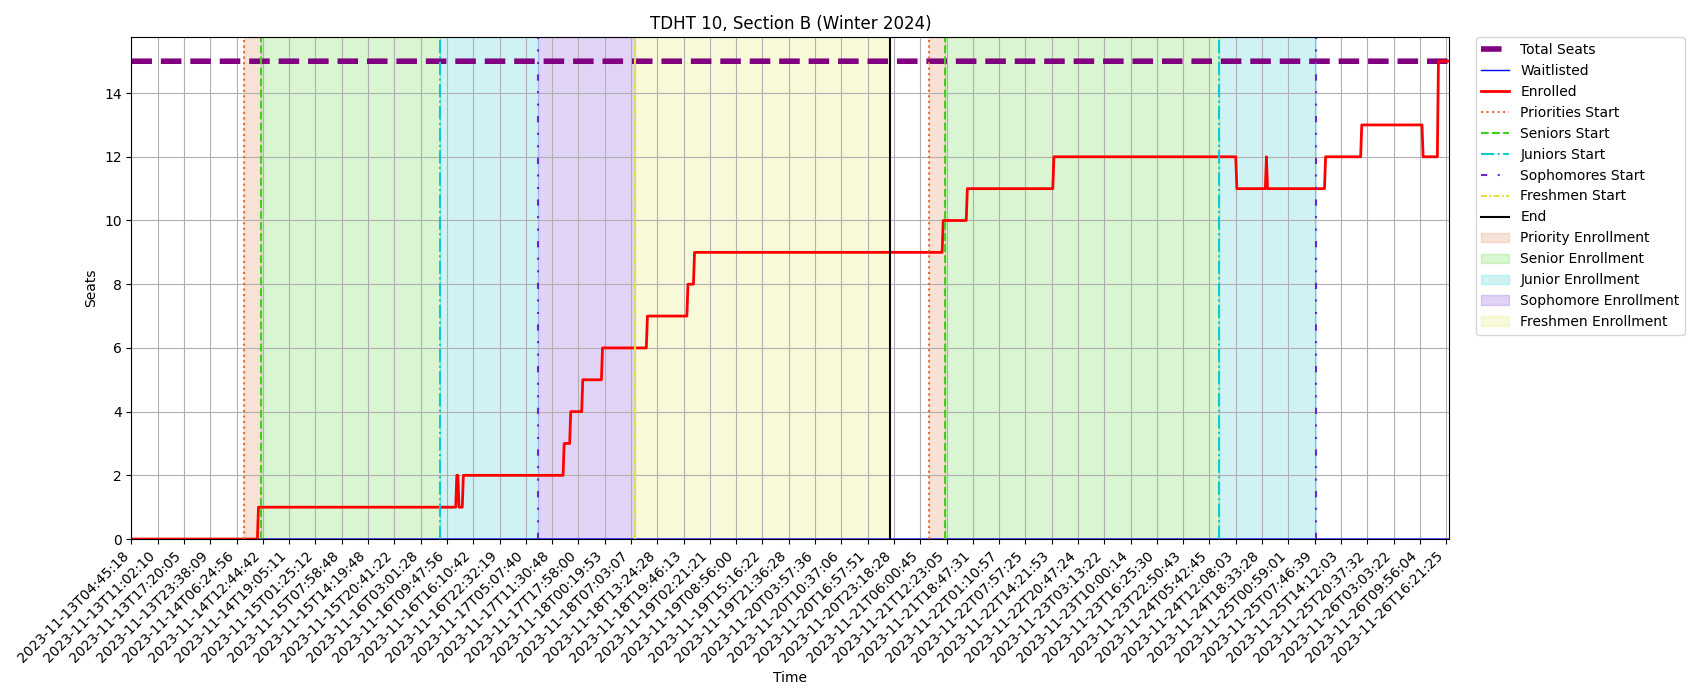 TDHT 10, Section B (Winter 2024)
Seats
14
12
10
8
6
4
2
0
2023-11-13T04:45:18
2023-11-13T11:02:10
2023-11-13T17:20:05
2023-11-13T23:38:09
2023-11-14T06:24:56
2023-11-14T12:44:42
2023-11-14T19:05:11
2023-11-15T01:25:12
2023-11-15T07:58:48
2023-11-15T14:19:48
2023-11-15T20:41:22
2023-11-16T03:01:28
2023-11-16T09:47:56
2023-11-16T16:10:42
2023-11-16T22:32:19
2023-11-17T05:07:40
2023-11-17T11:30:48
2023-11-17T17:58:00
2023-11-18T00:19:53
2023-11-18T07:03:07
2023-11-18T13:24:28
2023-11-18T19:46:13
2023-11-19T02:21:21
2023-11-19T08:56:00
2023-11-19T15:16:22
2023-11-19T21:36:28
2023-11-20T03:57:36
2023-11-20T10:37:06
2023-11-20T16:57:51
2023-11-20T23:18:28
2023-11-21T06:00:45
2023-11-21T12:23:05
2023-11-21T18:47:31
2023-11-22T01:10:57
2023-11-22T07:57:25
2023-11-22T14:21:53
2023-11-22T20:47:24
2023-11-23T03:13:22
2023-11-23T10:00:14
2023-11-23T16:25:30
2023-11-23T22:50:43
2023-11-24T05:42:45
2023-11-24T12:08:03
2023-11-24T18:33:28
2023-11-25T00:59:01
2023-11-25T07:46:39
2023-11-25T14:12:03
2023-11-25T20:37:32
2023-11-26T03:03:22
2023-11-26T09:56:04
2023-11-26T16:21:25
Time
Total Seats
Waitlisted
Enrolled
Priorities Start
Seniors Start
Juniors Start
Sophomores Start
Freshmen Start
End
Priority Enrollment
Senior Enrollment
Junior Enrollment
Sophomore Enrollment
Freshmen Enrollment